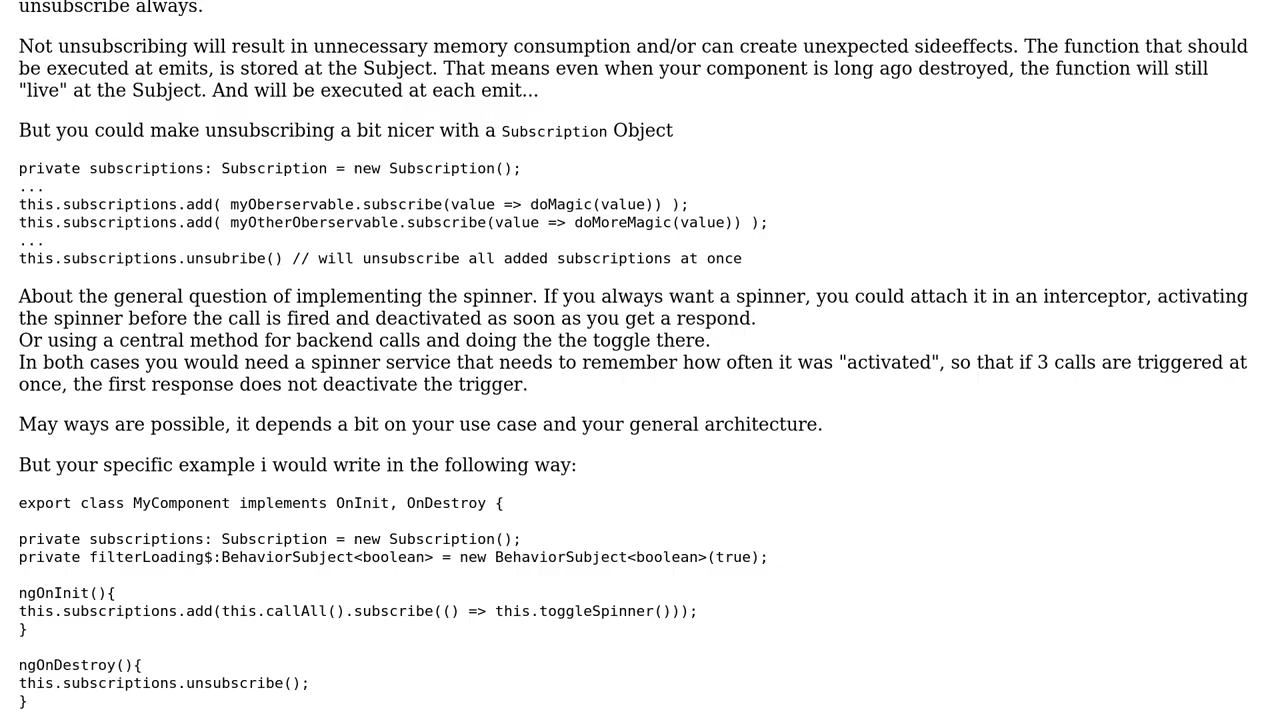 unsubscribe always.
Not unsubscribing will result in unnecessary memory consumption and/or can create unexpected sideeffects. The function that should
be executed at emits, is stored at the Subject. That means even when your component is long ago destroyed, the function will still
"live" at the Subject. And will be executed at each emit...
But you could make unsubscribing a bit nicer with a Subscription Object
private subscriptions: Subscription = new Subscription();
...
this.subscriptions.add( myOberservable.subscribe(value => doMagic(value)) );
this.subscriptions.add( myOtherOberservable.subscribe(value => doMoreMagic(value)) );
...
this.subscriptions.unsubribe() // will unsubscribe all added subscriptions at once
About the general question of implementing the spinner. If you always want a spinner, you could attach it in an interceptor, activating
the spinner before the call is fired and deactivated as soon as you get a respond.
Or using a central method for backend calls and doing the the toggle there.
In both cases you would need a spinner service that needs to remember how often it was "activated", so that if 3 calls are triggered at
once, the first response does not deactivate the trigger.
May ways are possible, it depends a bit on your use case and your general architecture.
But your specific example i would write in the following way:
export class MyComponent implements OnInit, OnDestroy {
private subscriptions: Subscription = new Subscription();
private filterLoading$:BehaviorSubject<boolean> = new BehaviorSubject<boolean>(true);
ngOnInit(){
this.subscriptions.add(this.callAll().subscribe(() => this.toggleSpinner()));
}
ngOnDestroy(){
this.subscriptions.unsubscribe();
}